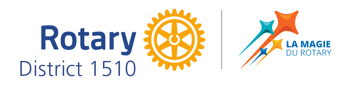 Rotary
District 1510
LA MAGIE
DU ROTARY